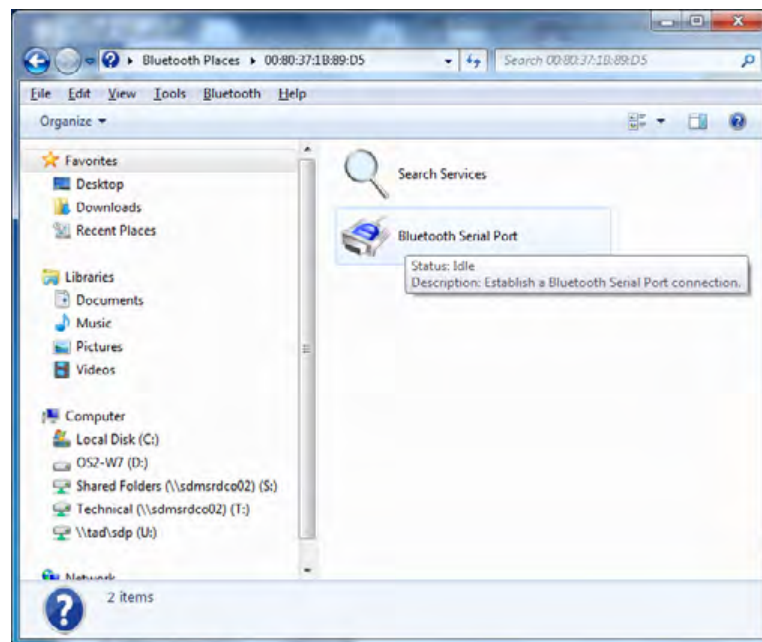 Bluetooth Places ▸ 00:80:37:1B:89:D5
Search 00:80:37:1B:89:D5
File Edit View Tools Bluetooth Help
Organize
Favorites
Desktop
Downloads
Recent Places
Libraries
Documents
Music
Pictures
Videos
Computer
Local Disk (C:)
OS2-W7 (D:)
Shared Folders (\\sdmsrdco02) (S:)
Technical (\\sdmsrdco02) (T:)
\\tad\sdp (U:)
Network
Search Services
Bluetooth Serial Port
Status: Idle
Description: Establish a Bluetooth Serial Port connection.
2 items